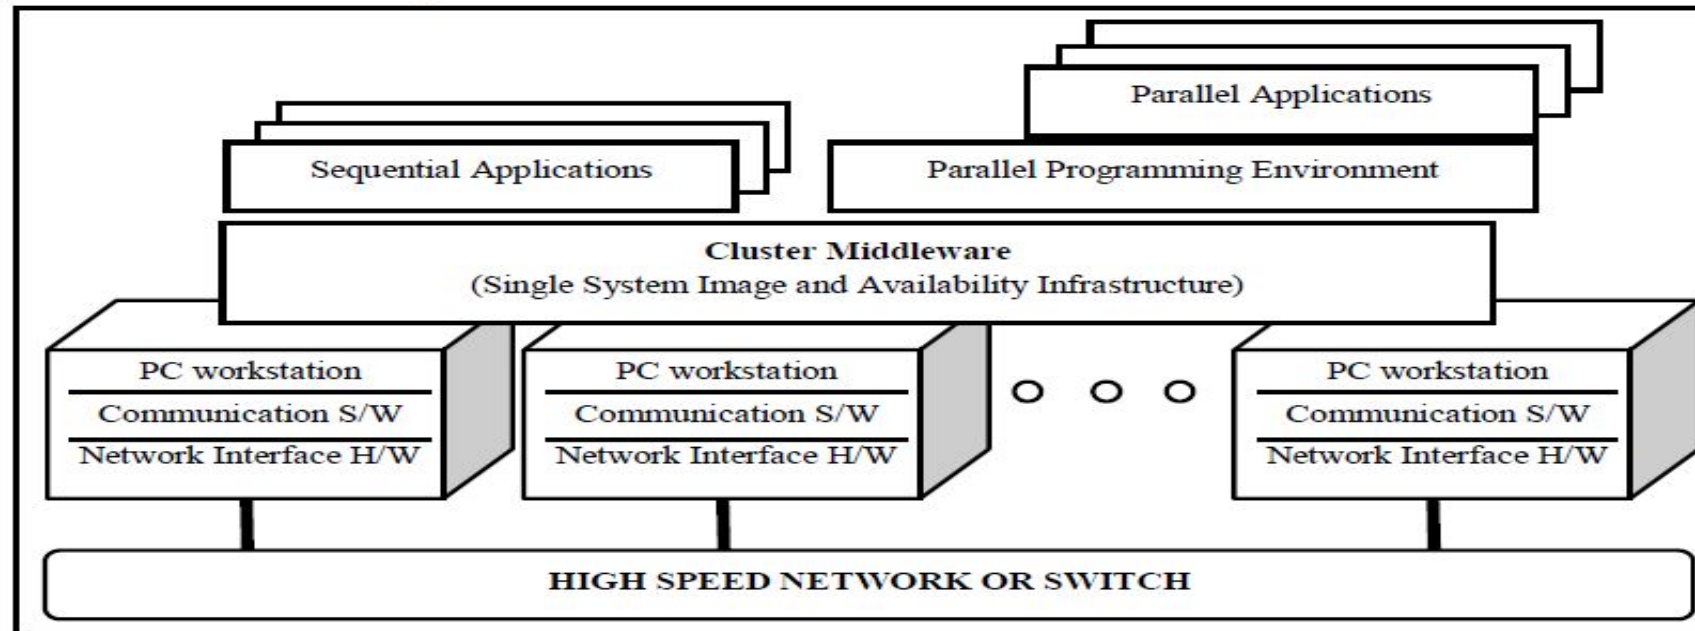 Parallel Applications
Sequential Applications
Parallel Programming Environment
Cluster Middleware
(Single System Image and Availability Infrastructure)
PC workstation
Communication S/W
Network Interface H/W
PC workstation
Communication S/W
Network Interface H/W
PC workstation
Communication S/W
Network Interface H/W
HIGH SPEED NETWORK OR SWITCH